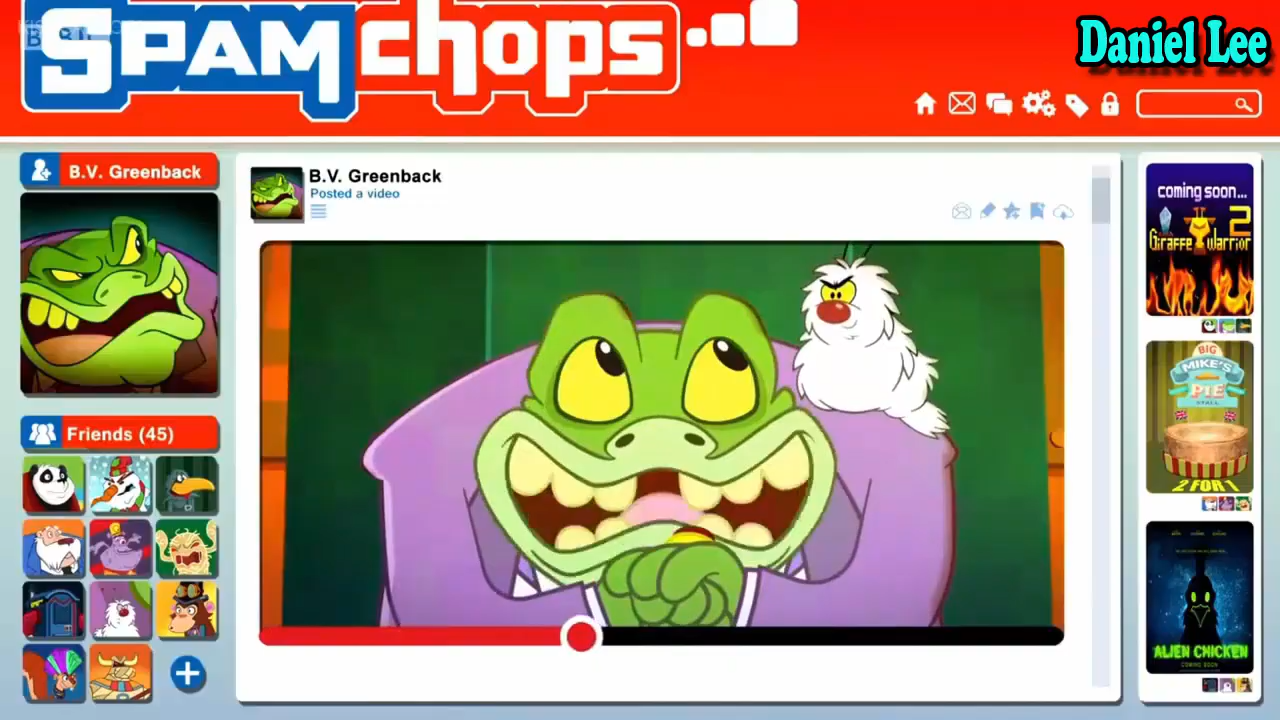 SPAMchops
Daniel Lee
B.V. Greenback
B.V. Greenback
Posted a video
Friends (45)
coming soon...
2
Giraffe Warrior
BIG
MIKE'S
PIE
STALL
2 FOR 1
ALIEN CHICKEN
COMING SOON